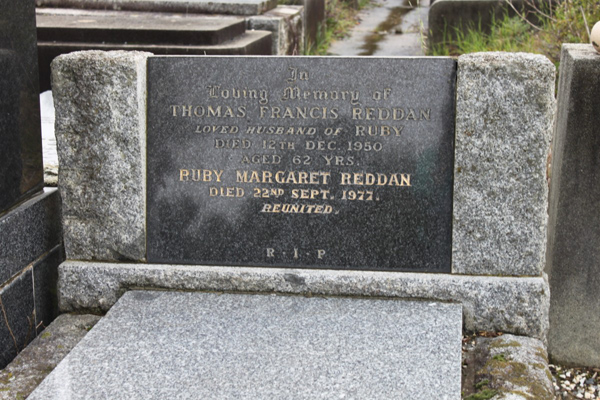 In
Loving Memory of
THOMAS FRANCIS REDDAN
LOVED HUSBAND OF RUBY
DIED 12TH DEC. 1950
AGED 62 YRS.
RUBY MARGARET REDDAN
DIED 22ND SEPT. 1977.
REUNITED.
R · I · P